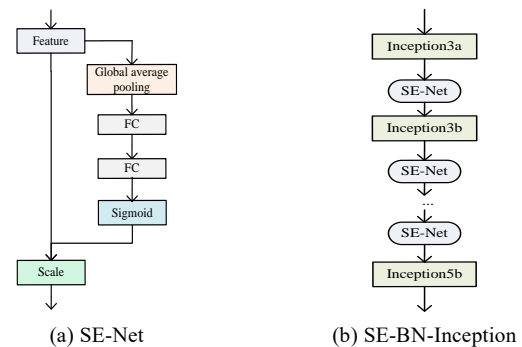 Feature
Global average
pooling
FC
FC
Sigmoid
Scale
(a) SE-Net
Inception3a
SE-Net
Inception3b
SE-Net
...
SE-Net
Inception5b
(b) SE-BN-Inception